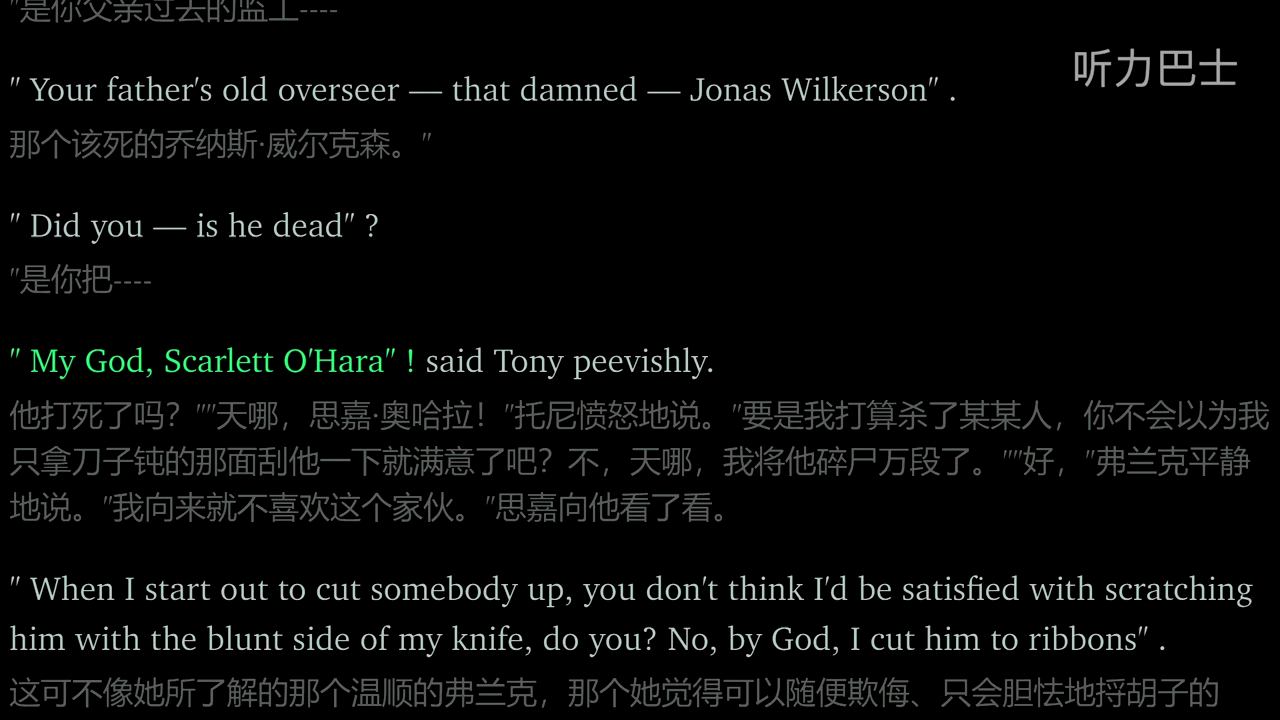 "是你父亲过去的监工----
听力巴士
" Your father's old overseer — that damned — Jonas Wilkerson" .
那个该死的乔纳斯·威尔克森。"
" Did you — is he dead" ?
"是你把----
" My God, Scarlett O'Hara" ! said Tony peevishly.
他打死了吗？""天哪，思嘉·奥哈拉！"托尼愤怒地说。"要是我打算杀了某某人，你不会以为我
只拿刀子钝的那面刮他一下就满意了吧？不，天哪，我将他碎尸万段了。""好，"弗兰克平静
地说。"我向来就不喜欢这个家伙。"思嘉向他看了看。
" When I start out to cut somebody up, you don't think I'd be satisfied with scratching
him with the blunt side of my knife, do you? No, by God, I cut him to ribbons" .
这可不像她所了解的那个温顺的弗兰克，那个她觉得可以随便欺侮、只会胆怯地捋胡子的